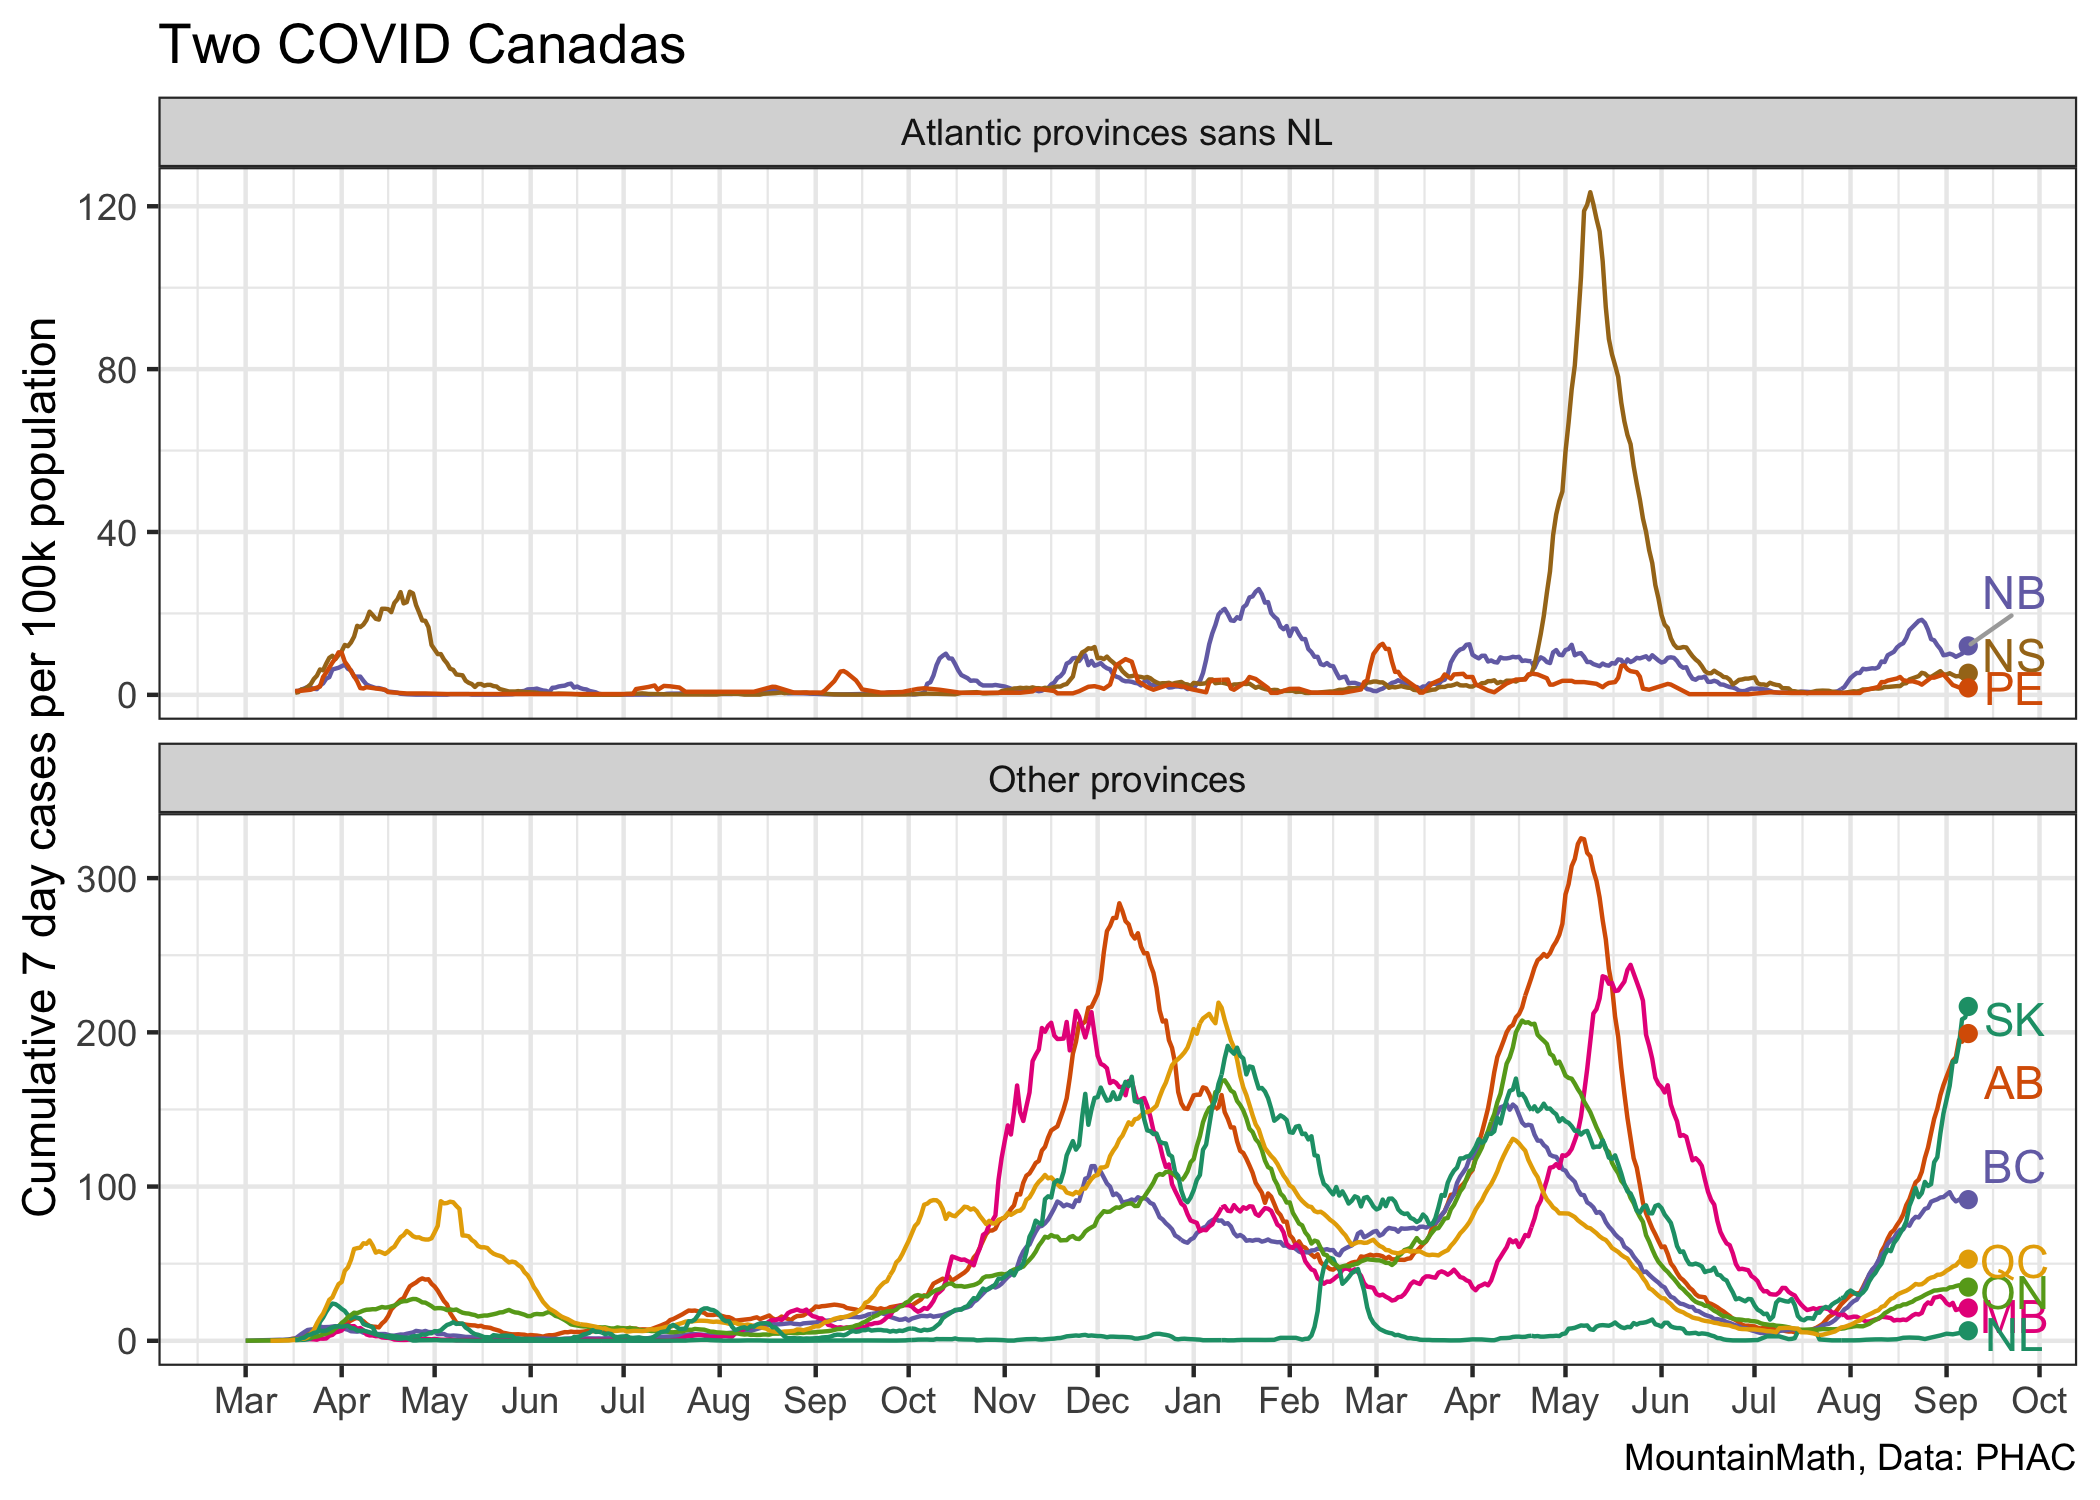 Two COVID Canadas
Atlantic provinces sans NL
120
80
40
0
NB
NS
PE
Cumulative 7 day cases per 100k population
Other provinces
300
200
100
0
SK
AB
BC
QC
ON
MB
NL
Mar Apr May Jun Jul Aug Sep Oct Nov Dec Jan Feb Mar Apr May Jun Jul Aug Sep Oct
MountainMath, Data: PHAC